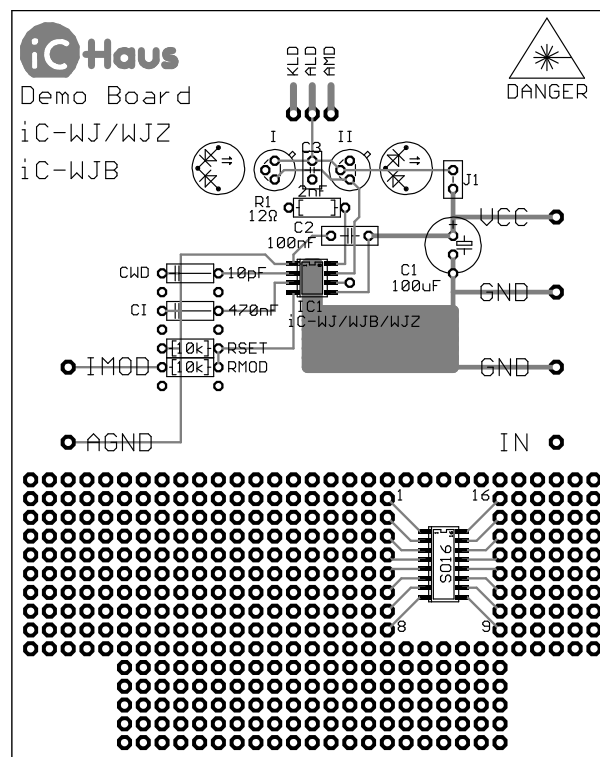 iC Haus
Demo Board
iC-WJ/WJZ
iC-WJB
DANGER
KLD
ALD
AMD
I
C3
II
2nF
J1
R1
12Ω
C2
100nF
VCC
C1
100uF
CWD
10pF
IC1
iC-WJ/WJB/WJZ
GND
CI
470nF
10k
RSET
IMOD
10k
RMOD
GND
AGND
IN
1
16
SO16
8
9